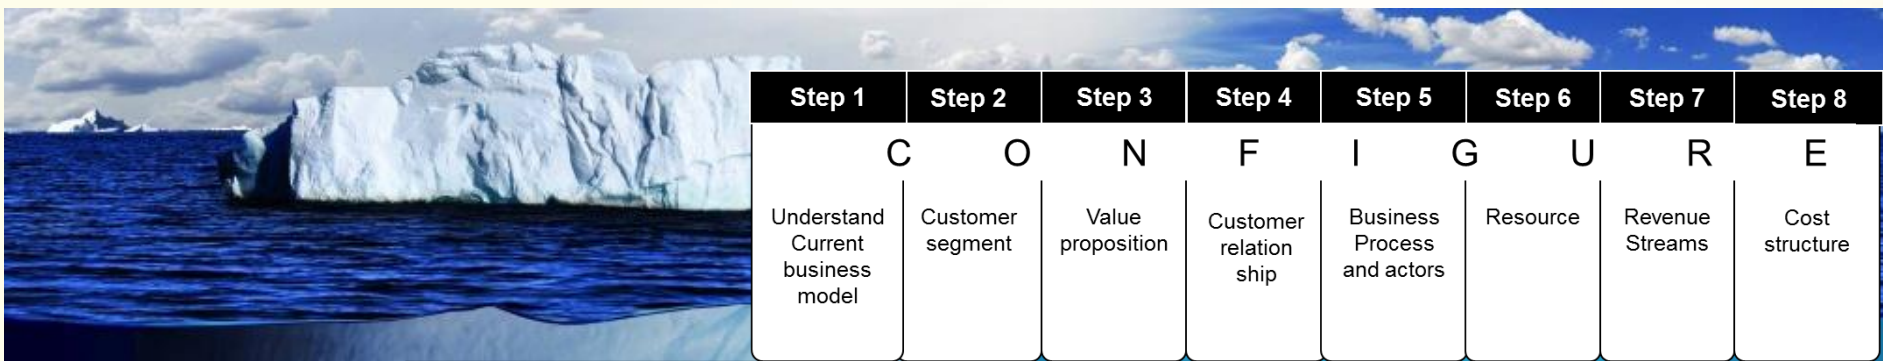 Step 1 Step 2 Step 3 Step 4 Step 5 Step 6 Step 7 Step 8
C O N F I G U R E
Understand
Current
business
model
Customer
segment
Value
proposition
Customer
relation
ship
Business
Process
and actors
Resource
Revenue
Streams
Cost
structure